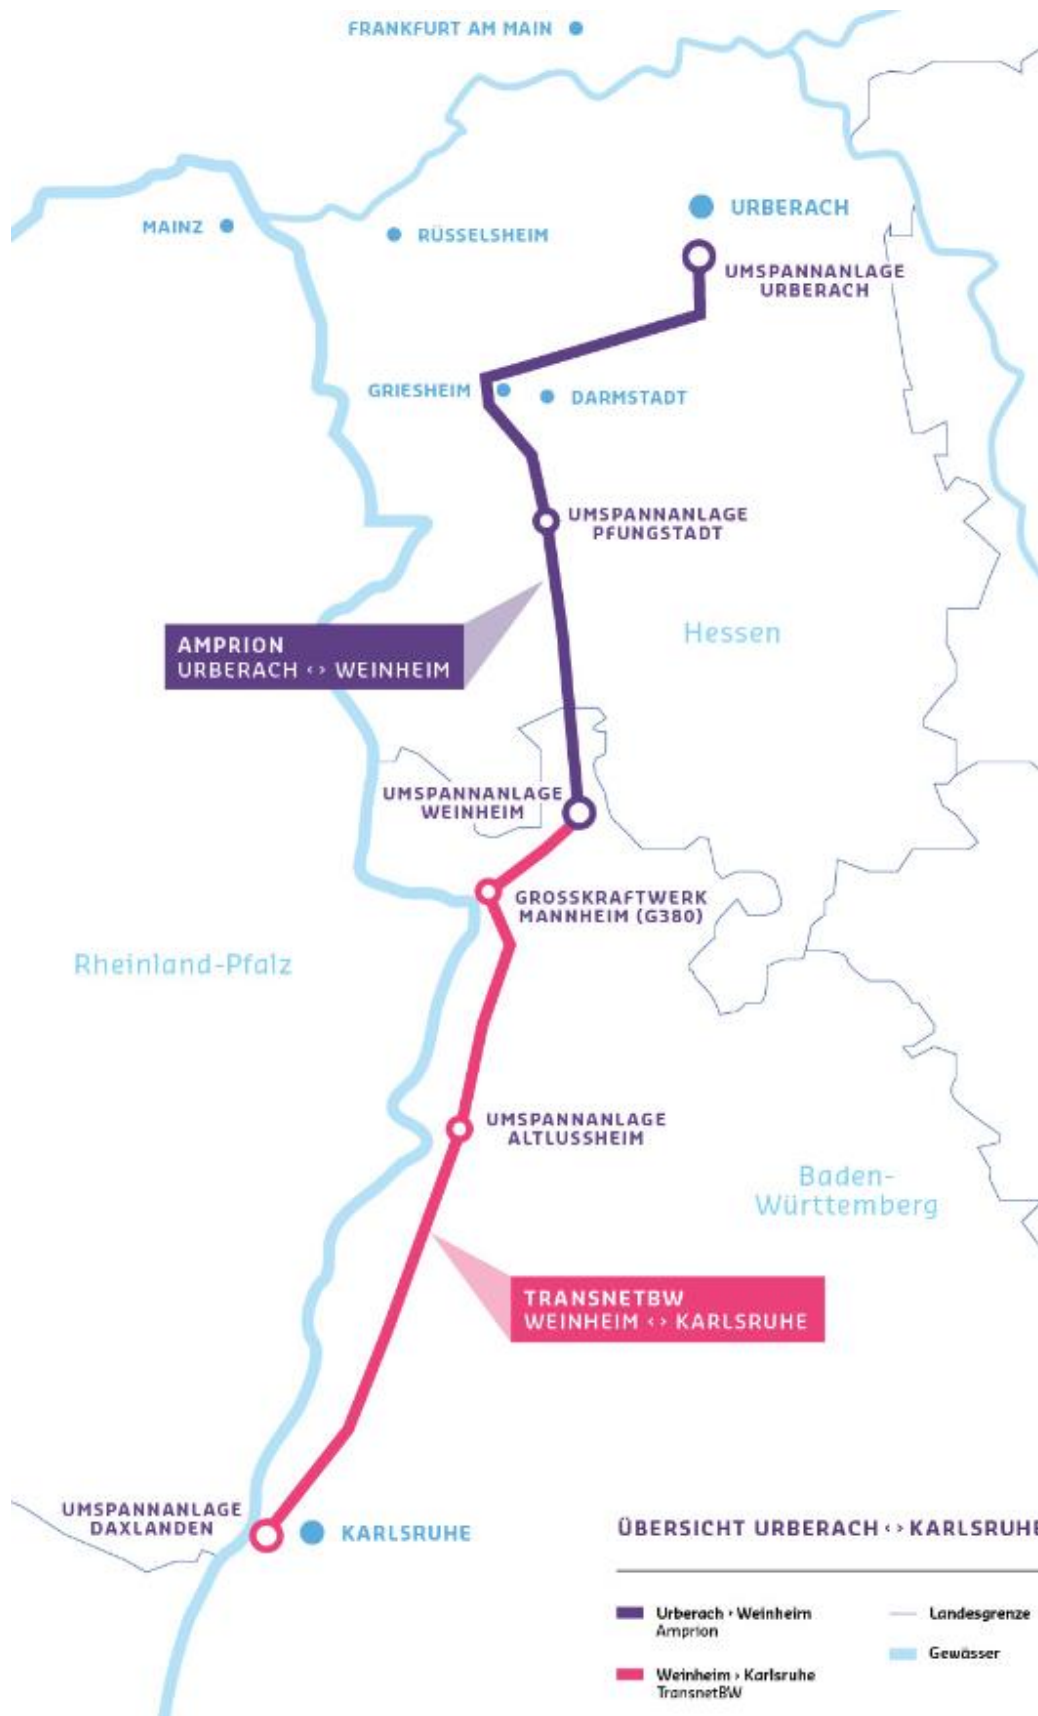 FRANKFURT AM MAIN
URBERACH
MAINZ
RÜSSELSHEIM
UMSPANNANLAGE
URBERACH
GRIESHEIM
DARMSTADT
UMSPANNANLAGE
PFUNGSTADT
Hessen
AMPRION
URBERACH <> WEINHEIM
UMSPANNANLAGE
WEINHEIM
GROSSKRAFTWERK
MANNHEIM (G380)
Rheinland-Pfalz
UMSPANNANLAGE
ALTLUSSHEIM
Baden-
Württemberg
TRANSNETBW
WEINHEIM <> KARLSRUHE
UMSPANNANLAGE
DAXLANDEN
KARLSRUHE
ÜBERSICHT URBERACH <> KARLSRUHE
Urberach › Weinheim
Amprion
Landesgrenze
Gewässer
Weinheim › Karlsruhe
TransnetBW